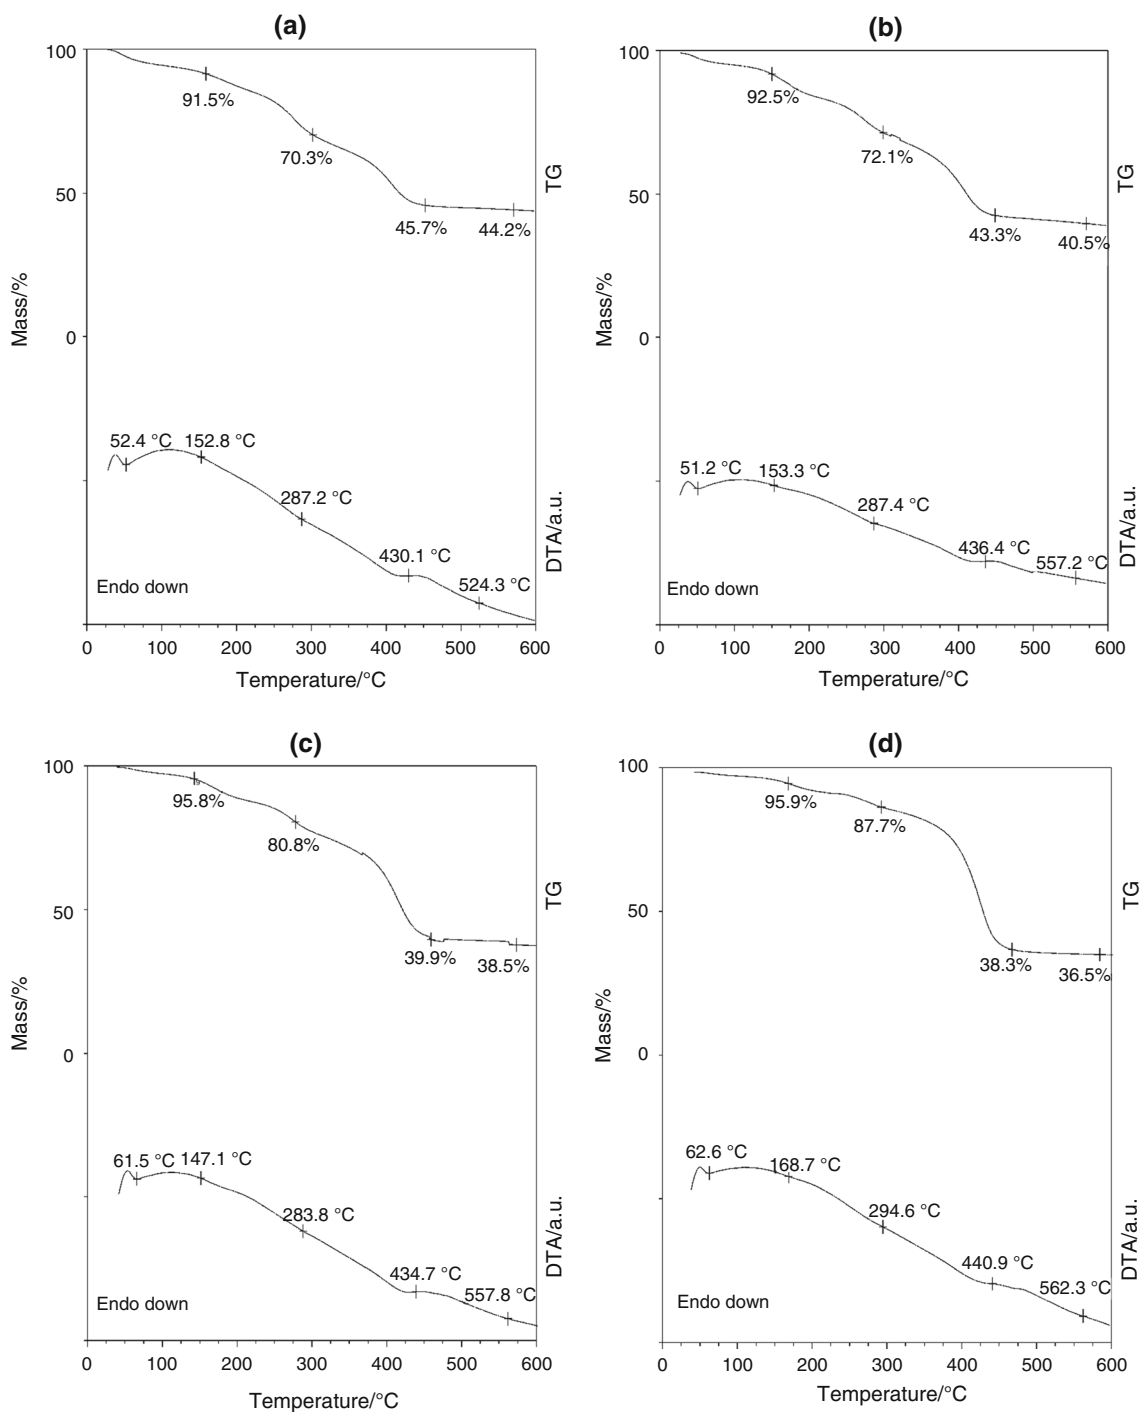 (a)
100
91.5%
70.3%
TG
50
45.7%
44.2%
Mass/%
0
52.4 °C
152.8 °C
287.2 °C
DTA/a.u.
430.1 °C
524.3 °C
Endo down
0
100
200
300
400
500
600
Temperature/°C
(b)
100
92.5%
72.1%
TG
50
43.3%
40.5%
Mass/%
0
51.2 °C
153.3 °C
287.4 °C
DTA/a.u.
436.4 °C
557.2 °C
Endo down
0
100
200
300
400
500
600
Temperature/°C
(c)
100
95.8%
80.8%
TG
50
39.9%
38.5%
Mass/%
0
61.5 °C
147.1 °C
283.8 °C
DTA/a.u.
434.7 °C
557.8 °C
Endo down
0
100
200
300
400
500
600
Temperature/°C
(d)
100
95.9%
87.7%
TG
50
38.3%
36.5%
Mass/%
0
62.6 °C
168.7 °C
294.6 °C
DTA/a.u.
440.9 °C
562.3 °C
Endo down
0
100
200
300
400
500
600
Temperature/°C